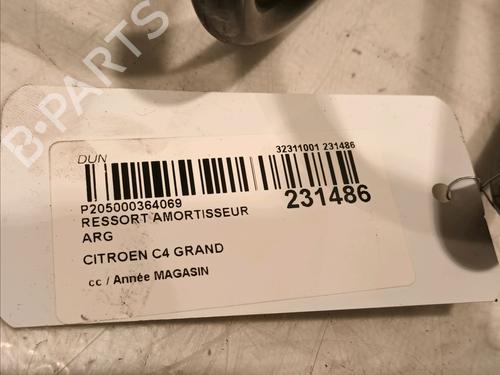 B-PARTS
DUN
32311001 231486
P205000364069
231486
RESSORT AMORTISSEUR
ARG
CITROEN C4 GRAND
cc / Année MAGASIN